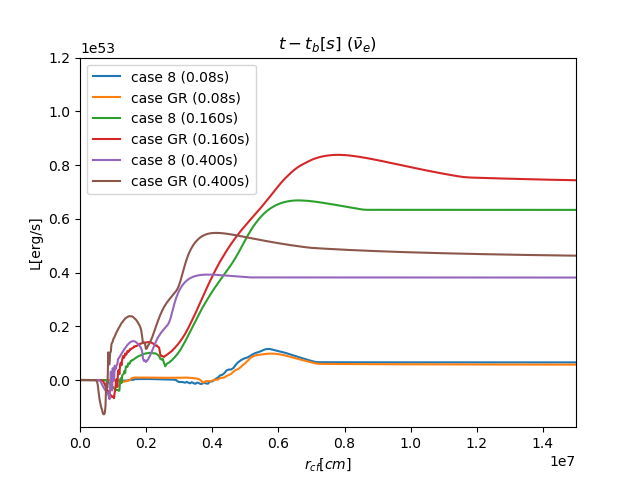 t − t_b[s] (ν̄_e)
1e53
1.2
1.0
0.8
0.6
0.4
0.2
0.0
L[erg/s]
case 8 (0.08s)
case GR (0.08s)
case 8 (0.160s)
case GR (0.160s)
case 8 (0.400s)
case GR (0.400s)
0.0 0.2 0.4 0.6 0.8 1.0 1.2 1.4
1e7
r_cf[cm]